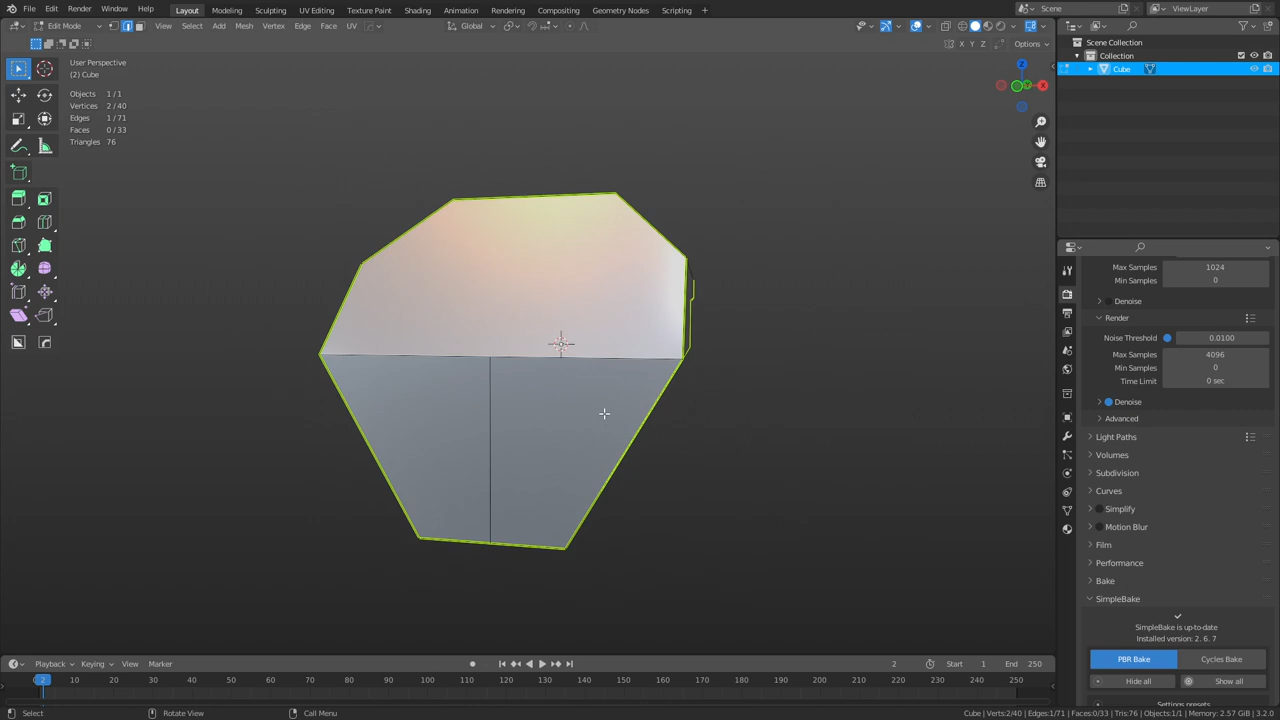 File Edit Render Window Help Layout Modeling Sculpting UV Editing Texture Paint Shading Animation Rendering Compositing Geometry Nodes Scripting + Scene ViewLayer
Edit Mode View Select Add Mesh Vertex Edge Face UV Global
X Y Z Options
User Perspective
(2) Cube
Objects 1/1
Vertices 2/40
Edges 1/71
Faces 0/33
Triangles 76
Z
Y
X
Scene Collection
Collection
Cube
Max Samples 1024
Min Samples 0
Denoise
Render
Noise Threshold 0.0100
Max Samples 4096
Min Samples 0
Time Limit 0 sec
Denoise
Advanced
Light Paths
Volumes
Subdivision
Curves
Simplify
Motion Blur
Film
Performance
Bake
SimpleBake
SimpleBake is up-to-date
Installed version: 2. 6. 7
PBR Bake Cycles Bake
Hide all Show all
Playback Keying View Marker 2 Start 1 End 250
2 10 20 30 40 50 60 70 80 90 100 110 120 130 140 150 160 170 180 190 200 210 220 230 240 250
Select Rotate View Call Menu Cube | Verts:2/40 | Edges:1/71 | Faces:0/33 | Tris:76 | Objects:1/1 | Memory: 2.57 GiB | 3.2.0